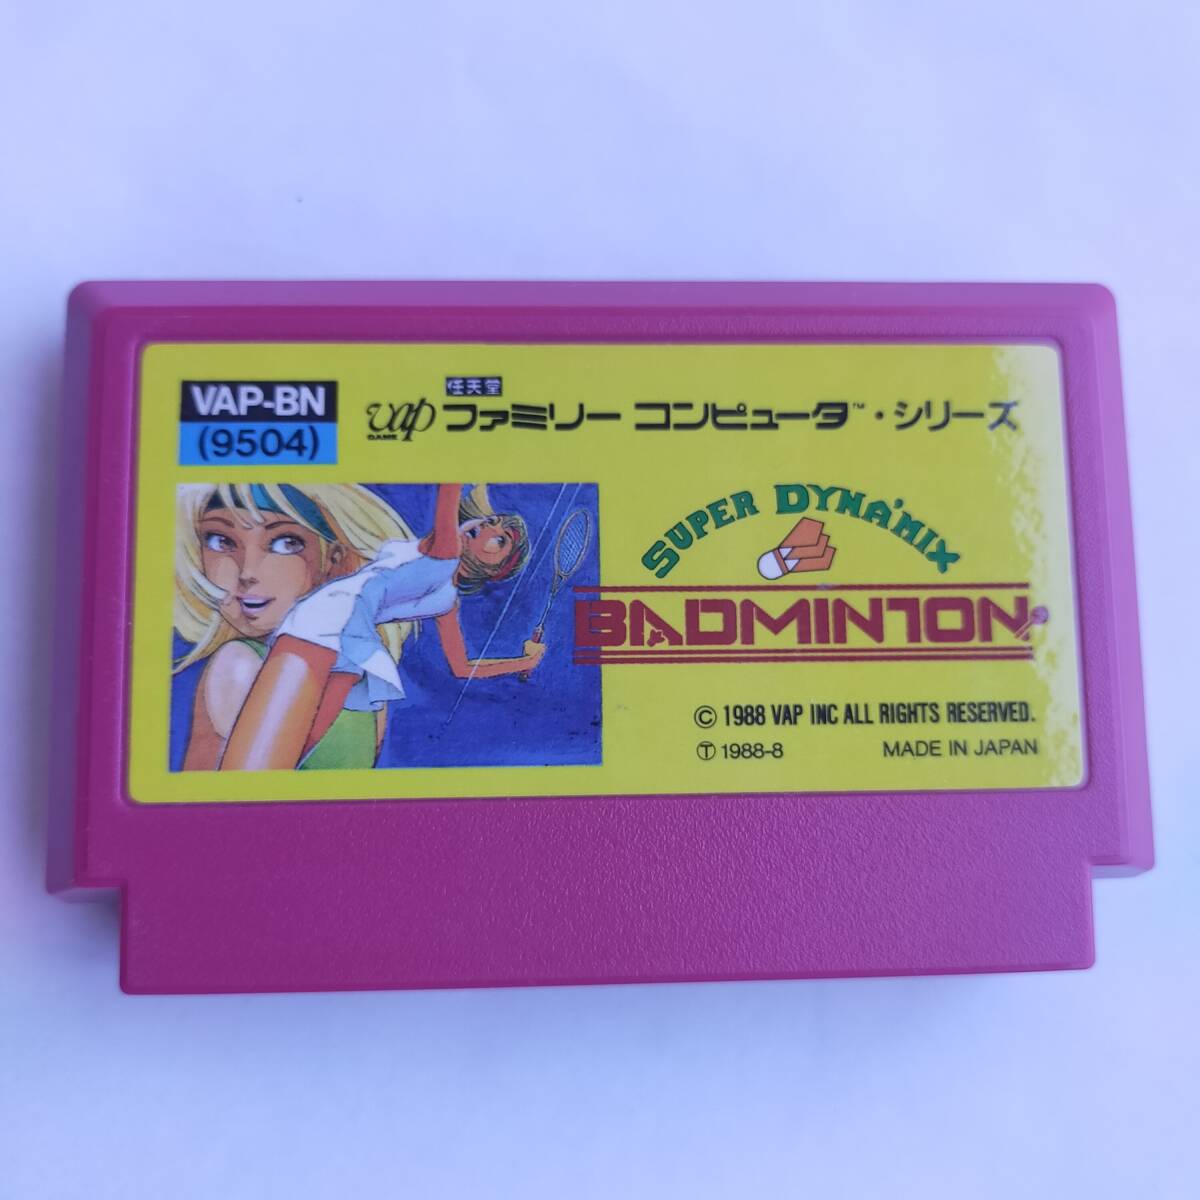 VAP-BN
(9504)
任天堂
vap ファミリー コンピュータ™・シリーズ
GAME
SUPER DYNA'MIX
BADMINTON
© 1988 VAP INC ALL RIGHTS RESERVED.
Ⓣ 1988-8 MADE IN JAPAN